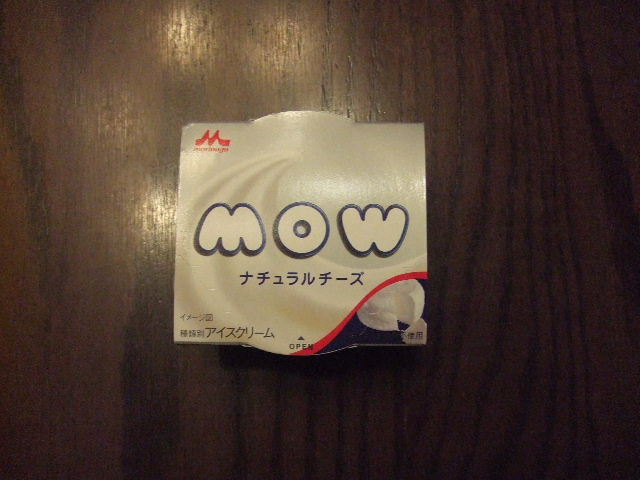 morinaga
MOW
ナチュラルチーズ
イメージ図
種類別 アイスクリーム
OPEN
使用